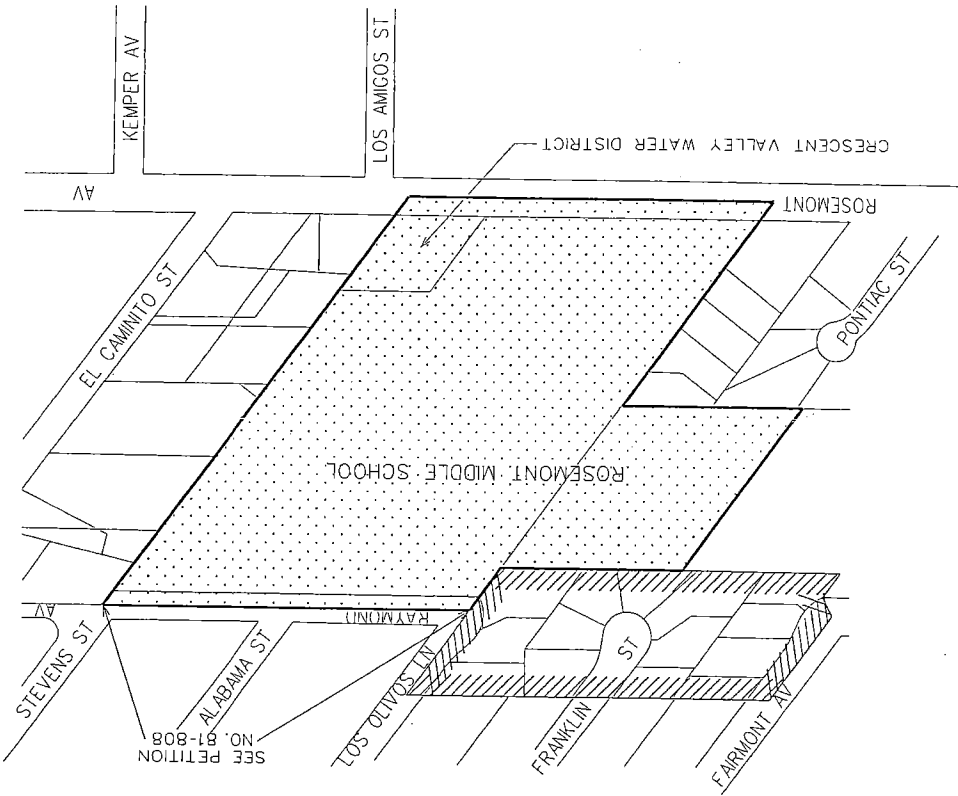 KEMPER AV
LOS AMIGOS ST
CRESCENT VALLEY WATER DISTRICT
AV
ROSEMONT
EL CAMINITO ST
PONTIAC ST
ROSEMONT MIDDLE SCHOOL
AV
RAYMOND
STEVENS ST
ALABAMA ST
LOS OLIVOS LN
FRANKLIN
ST
FAIRMONT AV
SEE PETITION
NO. 81-808